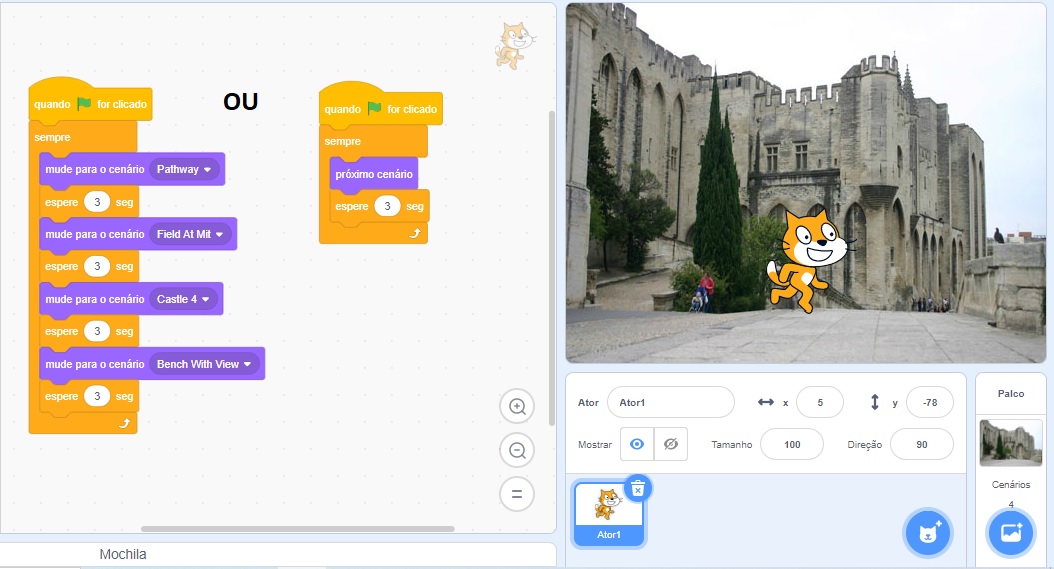 quando for clicado
sempre
mude para o cenário Pathway
espere 3 seg
mude para o cenário Field At Mit
espere 3 seg
mude para o cenário Castle 4
espere 3 seg
mude para o cenário Bench With View
espere 3 seg
OU
quando for clicado
sempre
próximo cenário
espere 3 seg
Mochila
Ator Ator1 x 5 y -78
Mostrar Tamanho 100 Direção 90
Ator1
Palco
Cenários
4